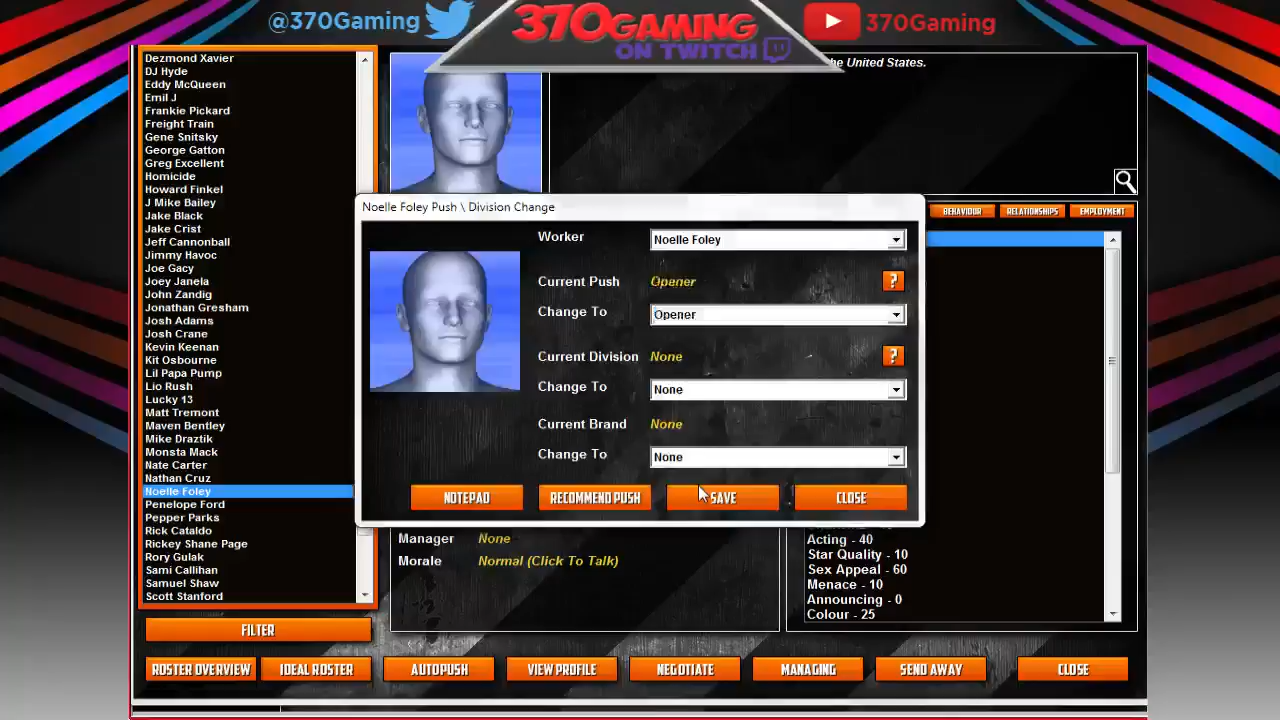 @370Gaming
370GAMING
ON TWITCH
370Gaming
Dezmond Xavier
DJ Hyde
Eddy McQueen
Emil J
Frankie Pickard
Freight Train
Gene Snitsky
George Gatton
Greg Excellent
Homicide
Howard Finkel
J Mike Bailey
Jake Black
Jake Crist
Jeff Cannonball
Jimmy Havoc
Joe Gacy
Joey Janela
John Zandig
Jonathan Gresham
Josh Adams
Josh Crane
Kevin Keenan
Kit Osbourne
Lil Papa Pump
Lio Rush
Lucky 13
Matt Tremont
Maven Bentley
Mike Draztik
Monsta Mack
Nate Carter
Nathan Cruz
Noelle Foley
Penelope Ford
Pepper Parks
Rick Cataldo
Rickey Shane Page
Rory Gulak
Sami Callihan
Samuel Shaw
Scott Stanford
FILTER
the United States.
BEHAVIOUR RELATIONSHIPS EMPLOYMENT
Noelle Foley Push \ Division Change
Worker Noelle Foley
Current Push Opener ?
Change To Opener
Current Division None ?
Change To None
Current Brand None
Change To None
NOTEPAD RECOMMEND PUSH SAVE CLOSE
Manager None
Morale Normal (Click To Talk)
Acting - 40
Star Quality - 10
Sex Appeal - 60
Menace - 10
Announcing - 0
Colour - 25
ROSTER OVERVIEW IDEAL ROSTER AUTOPUSH VIEW PROFILE NEGOTIATE MANAGING SEND AWAY CLOSE